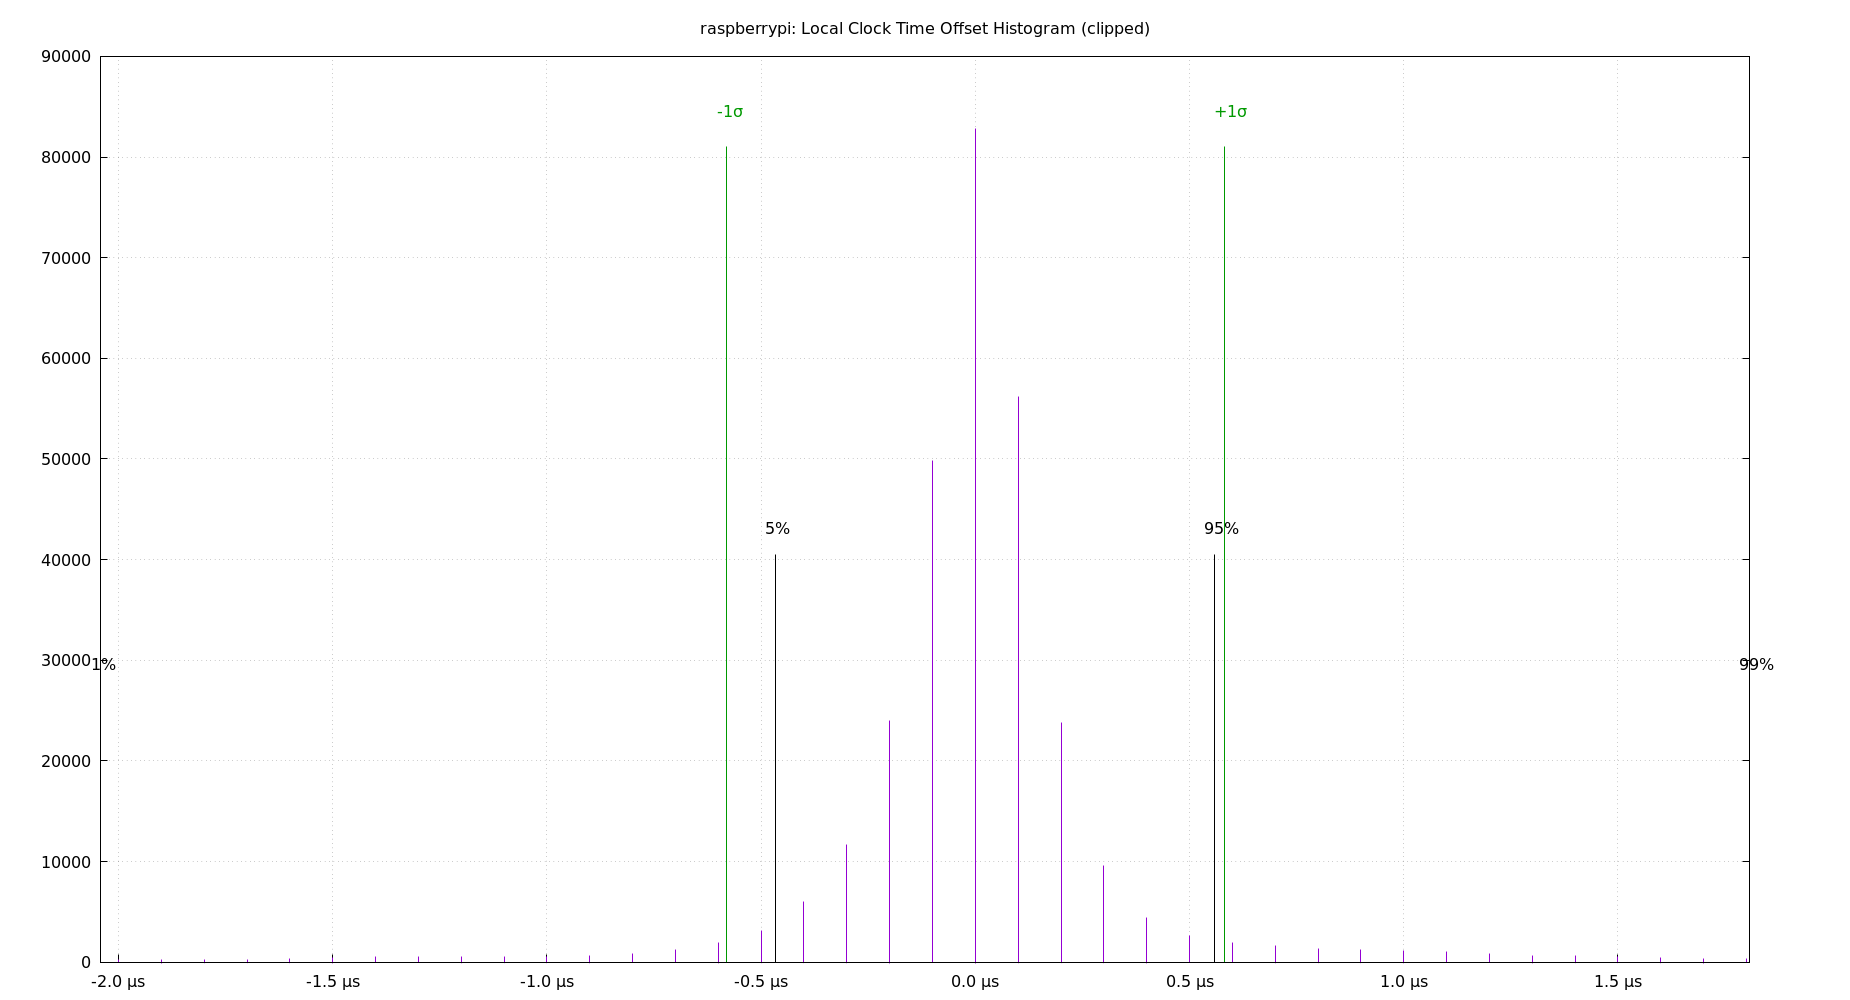 raspberrypi: Local Clock Time Offset Histogram (clipped)
90000
-1σ +1σ
80000
70000
60000
50000
5% 95%
40000
30000 1% 99%
20000
10000
0
-2.0 μs -1.5 μs -1.0 μs -0.5 μs 0.0 μs 0.5 μs 1.0 μs 1.5 μs